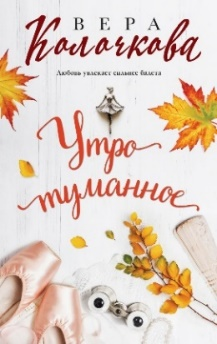 ВЕРА
Колочкова
Любовь увлекает сильнее балета
Утро
туманное